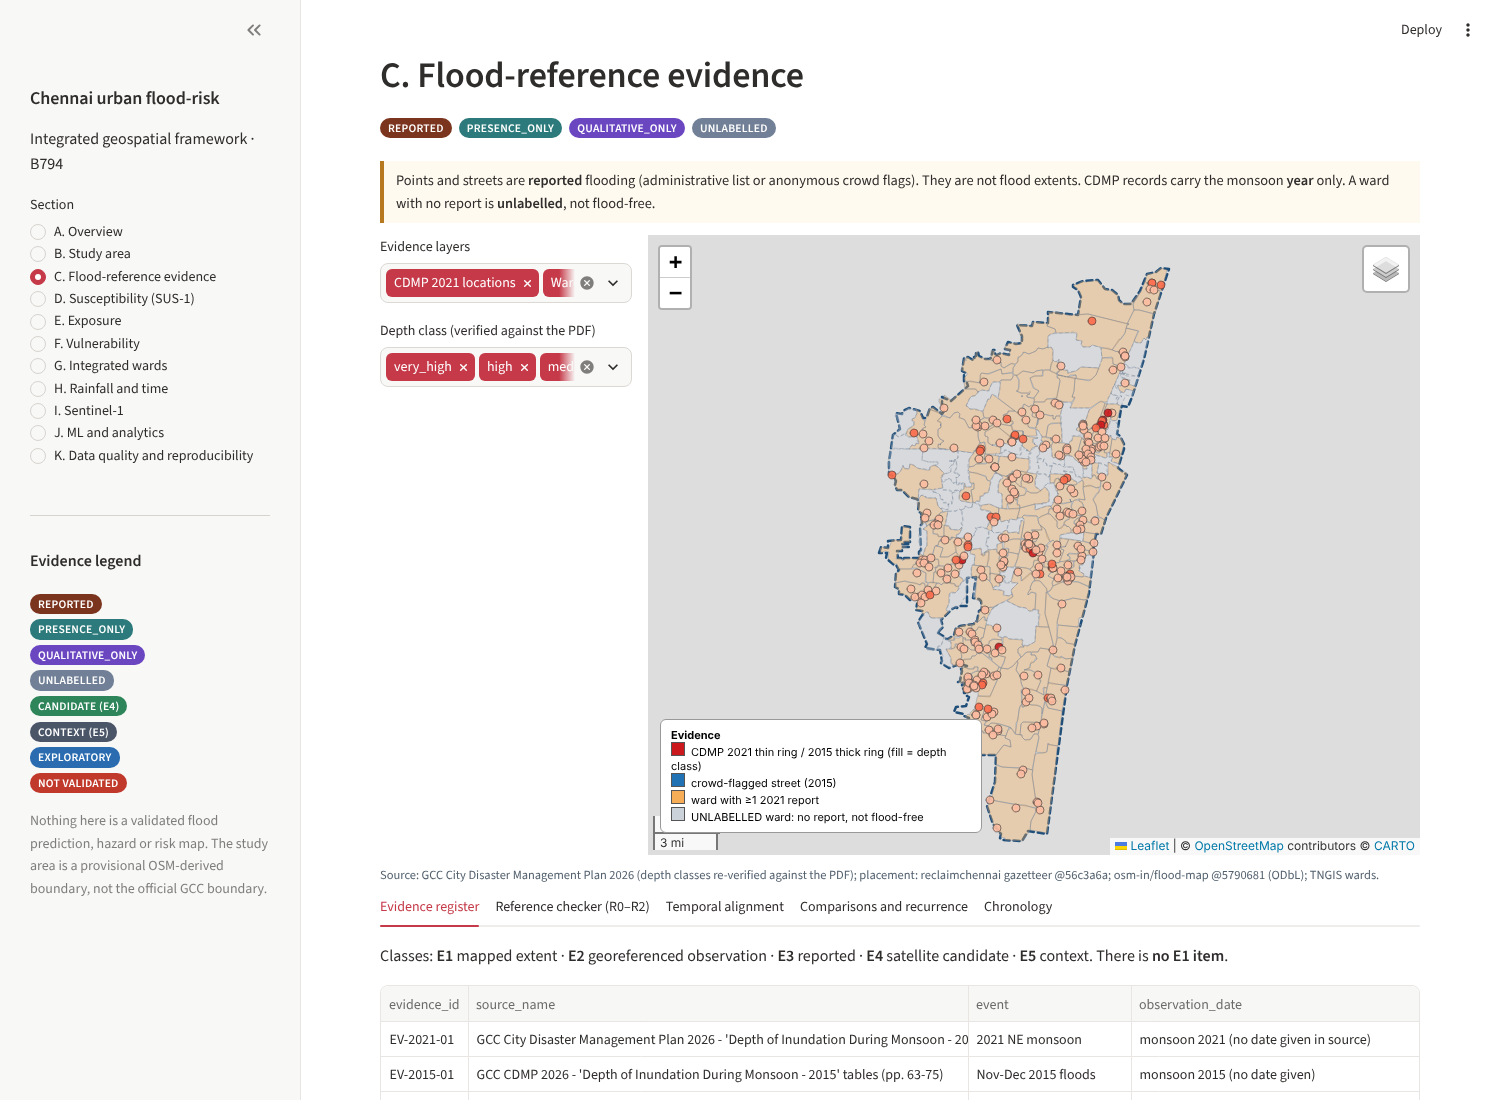 Deploy
Chennai urban flood-risk
Integrated geospatial framework ·
B794
Section
A. Overview
B. Study area
C. Flood-reference evidence
D. Susceptibility (SUS-1)
E. Exposure
F. Vulnerability
G. Integrated wards
H. Rainfall and time
I. Sentinel-1
J. ML and analytics
K. Data quality and reproducibility
Evidence legend
REPORTED
PRESENCE_ONLY
QUALITATIVE_ONLY
UNLABELLED
CANDIDATE (E4)
CONTEXT (E5)
EXPLORATORY
NOT VALIDATED
Nothing here is a validated flood
prediction, hazard or risk map. The study
area is a provisional OSM-derived
boundary, not the official GCC boundary.
C. Flood-reference evidence
REPORTED PRESENCE_ONLY QUALITATIVE_ONLY UNLABELLED
Points and streets are reported flooding (administrative list or anonymous crowd flags). They are not flood extents. CDMP records carry the monsoon year only. A ward
with no report is unlabelled, not flood-free.
Evidence layers
CDMP 2021 locations × War
Depth class (verified against the PDF)
very_high × high × med
+
−
Evidence
CDMP 2021 thin ring / 2015 thick ring (fill = depth
class)
crowd-flagged street (2015)
ward with ≥1 2021 report
UNLABELLED ward: no report, not flood-free
3 mi
Leaflet | © OpenStreetMap contributors © CARTO
Source: GCC City Disaster Management Plan 2026 (depth classes re-verified against the PDF); placement: reclaimchennai gazetteer @56c3a6a; osm-in/flood-map @5790681 (ODbL); TNGIS wards.
Evidence register Reference checker (R0–R2) Temporal alignment Comparisons and recurrence Chronology
Classes: E1 mapped extent · E2 georeferenced observation · E3 reported · E4 satellite candidate · E5 context. There is no E1 item.
evidence_id source_name event observation_date
EV-2021-01 GCC City Disaster Management Plan 2026 - 'Depth of Inundation During Monsoon - 20 2021 NE monsoon monsoon 2021 (no date given in source)
EV-2015-01 GCC CDMP 2026 - 'Depth of Inundation During Monsoon - 2015' tables (pp. 63-75) Nov-Dec 2015 floods monsoon 2015 (no date given)